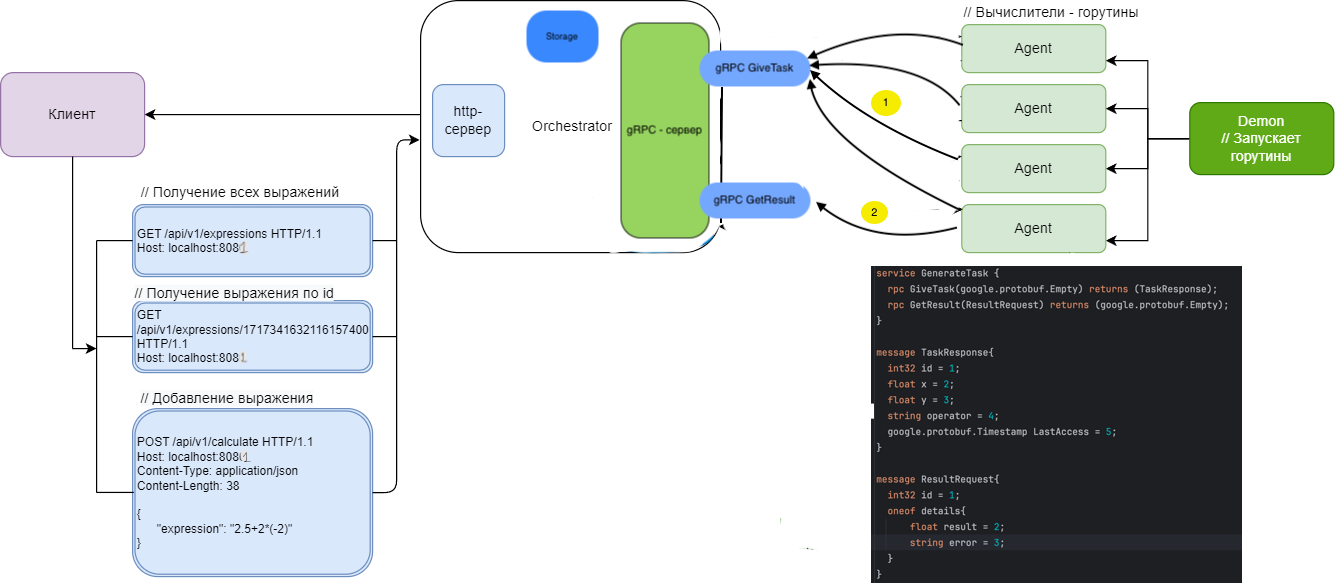 Клиент
// Получение всех выражений
GET /api/v1/expressions HTTP/1.1
Host: localhost:8081
// Получение выражения по id
GET
/api/v1/expressions/1717341632116157400
HTTP/1.1
Host: localhost:8081
// Добавление выражения
POST /api/v1/calculate HTTP/1.1
Host: localhost:8081
Content-Type: application/json
Content-Length: 38
{
"expression": "2.5+2*(-2)"
}
Storage
http-
сервер
Orchestrator
gRPC - сервер
gRPC GiveTask
gRPC GetResult
1
2
// Вычислители - горутины
Agent
Agent
Agent
Agent
Demon
// Запускает
горутины
service GenerateTask {
rpc GiveTask(google.protobuf.Empty) returns (TaskResponse);
rpc GetResult(ResultRequest) returns (google.protobuf.Empty);
}
message TaskResponse{
int32 id = 1;
float x = 2;
float y = 3;
string operator = 4;
google.protobuf.Timestamp LastAccess = 5;
}
message ResultRequest{
int32 id = 1;
oneof details{
float result = 2;
string error = 3;
}
}